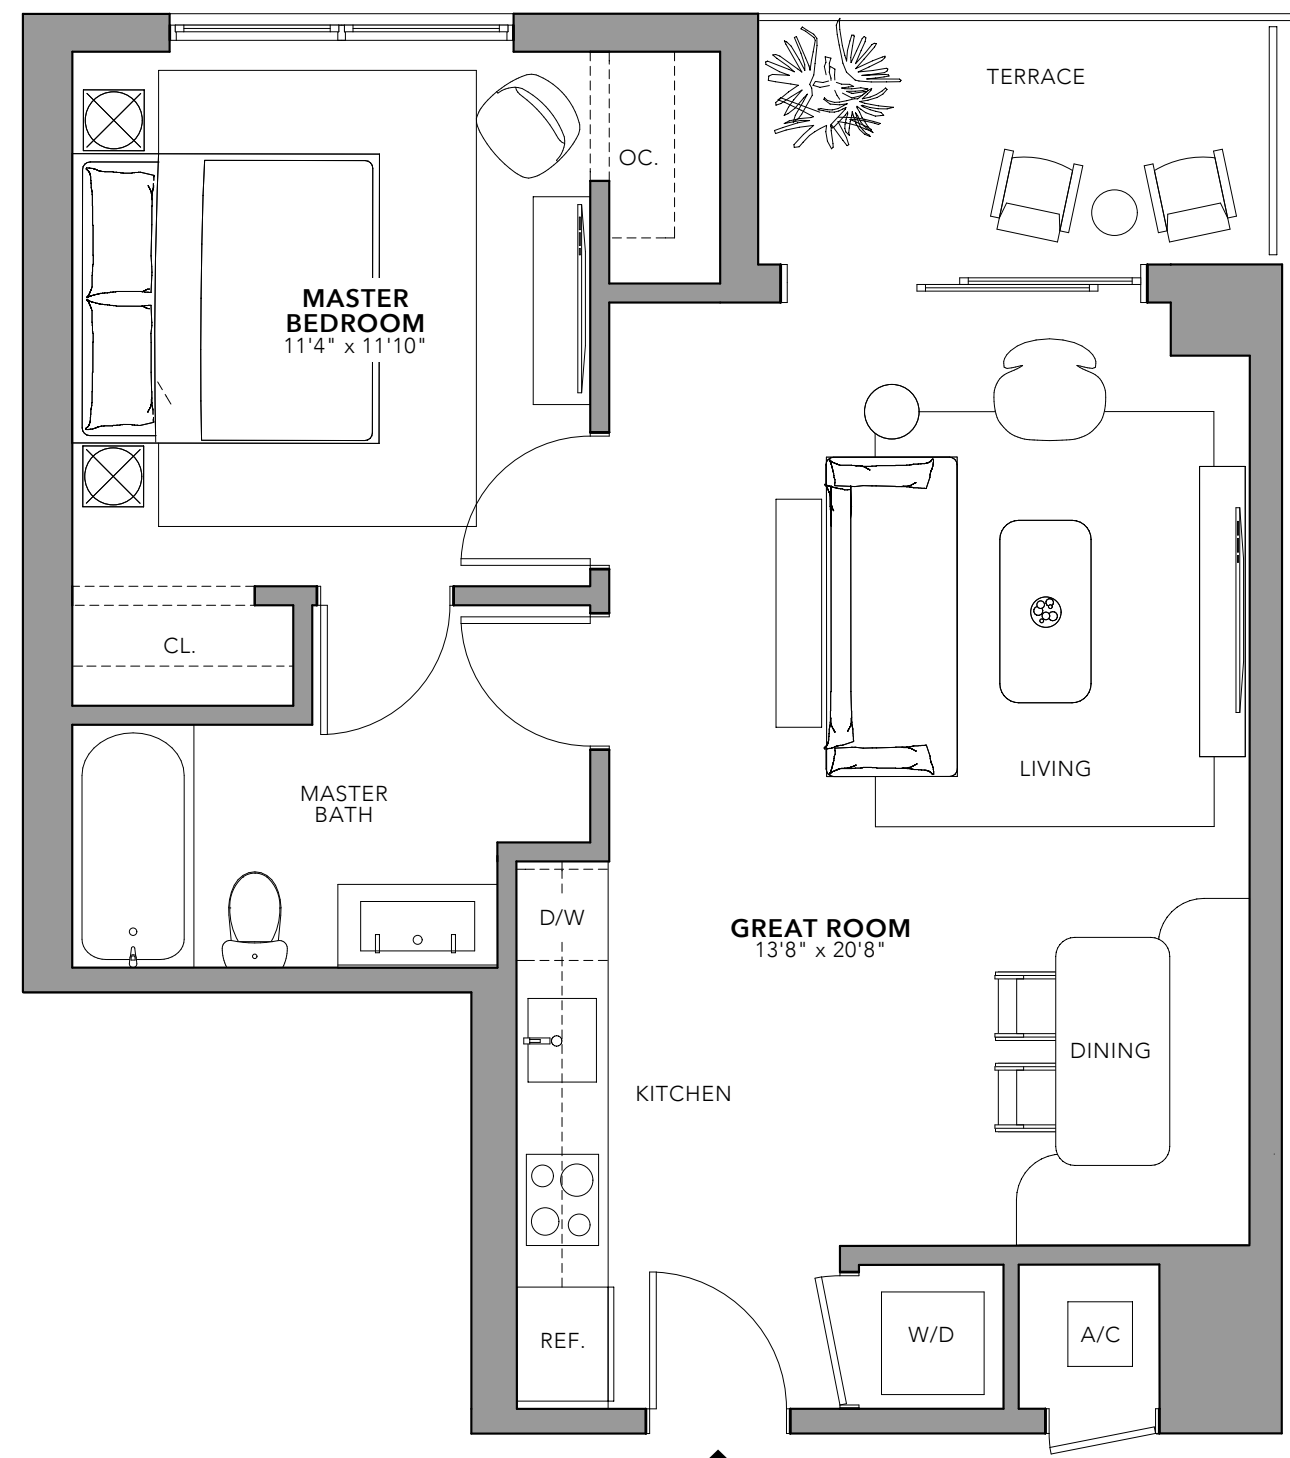 TERRACE
OC.
MASTER
BEDROOM
11'4" x 11'10"
CL.
LIVING
MASTER
BATH
D/W
GREAT ROOM
13'8" x 20'8"
DINING
KITCHEN
REF.
W/D
A/C